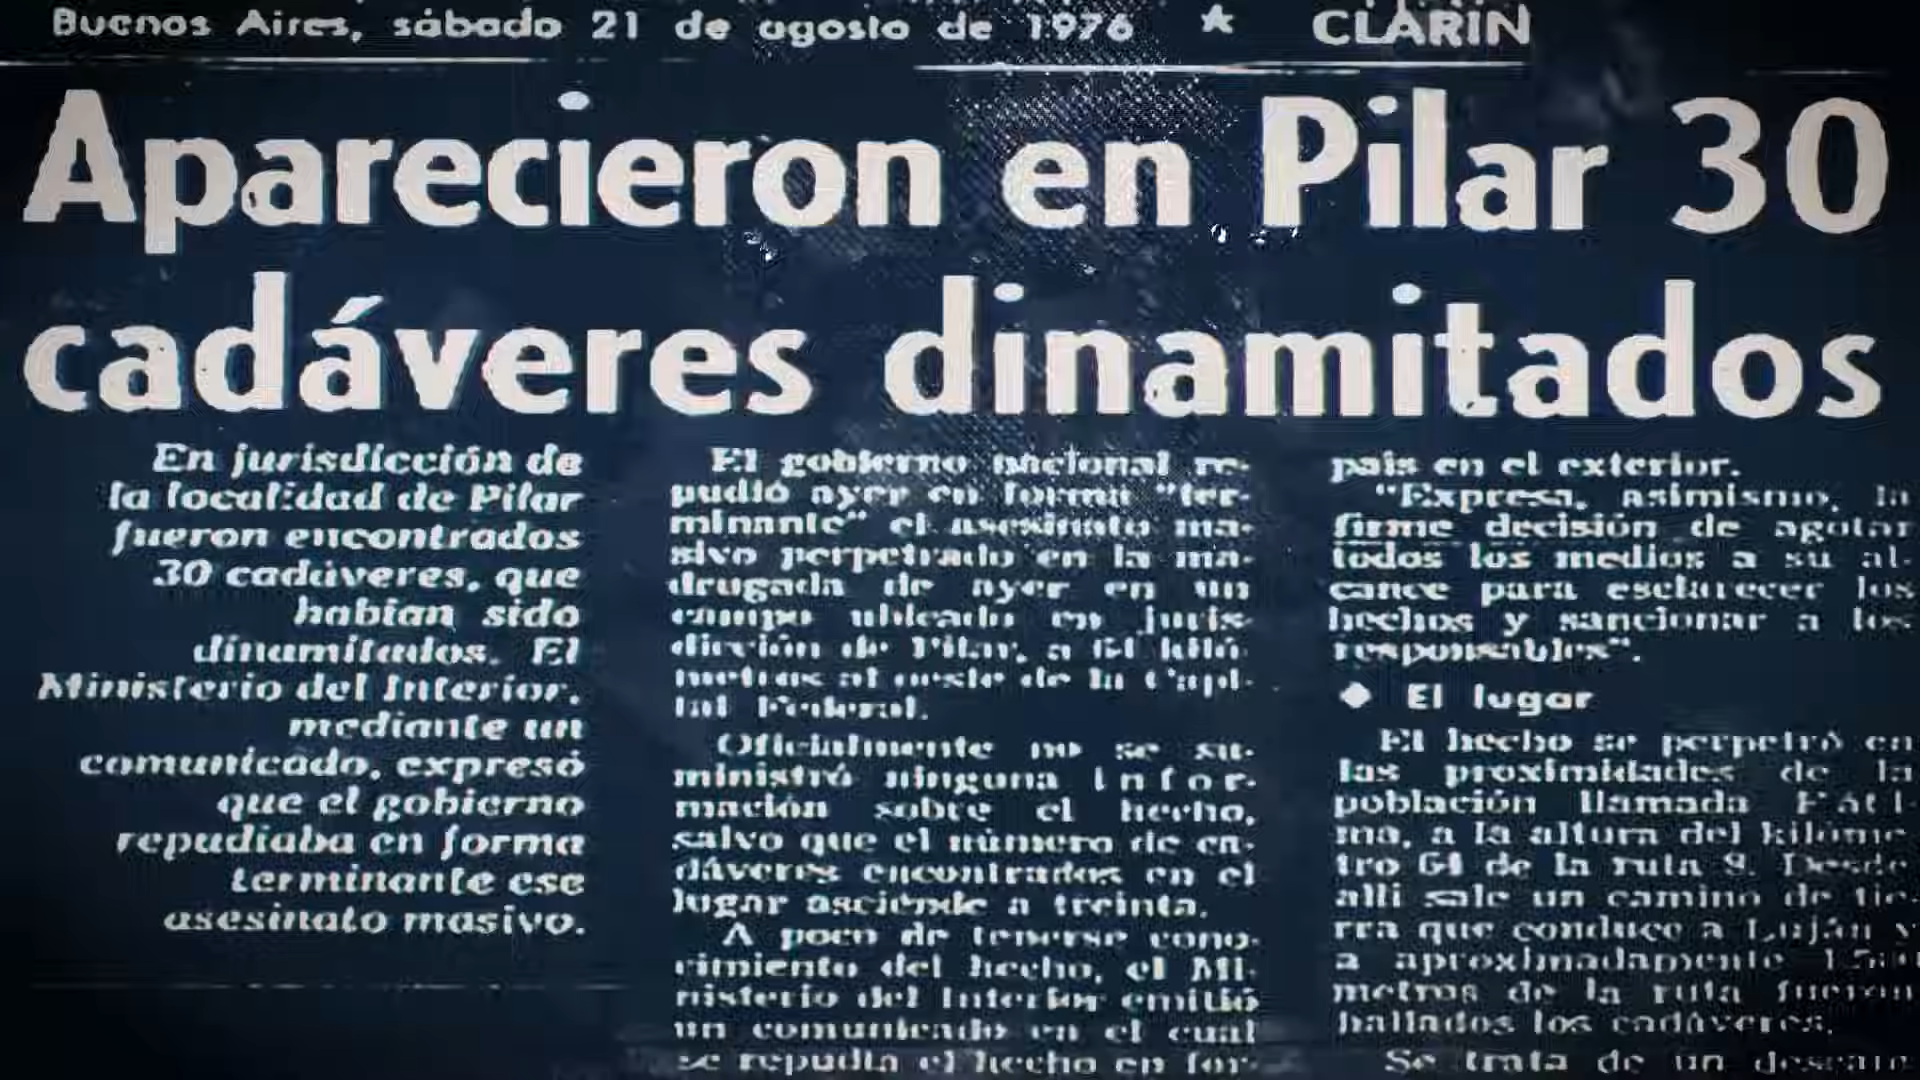 Buenos Aires, sábado 21 de agosto de 1976 ★ CLARIN
Aparecieron en Pilar 30
cadáveres dinamitados
En jurisdicción de
la localidad de Pilar
fueron encontrados
30 cadáveres, que
habían sido
dinamitados. El
Ministerio del Interior,
mediante un
comunicado, expresó
que el gobierno
repudiaba en forma
terminante ese
asesinato masivo.
El gobierno nacional re-
pudió ayer en forma "ter-
minante" el asesinato ma-
sivo perpetrado en la ma-
drugada de ayer en un
campo ubicado en juris-
dicción de Pilar, a 64 kiló-
metros al oeste de la Capi-
tal Federal.
Oficialmente no se su-
ministró ninguna infor-
mación sobre el hecho,
salvo que el número de ca-
dáveres encontrados en el
lugar asciende a treinta.
A poco de tenerse cono-
cimiento del hecho, el Mi-
nisterio del Interior emitió
un comunicado en el cual
se repudia el hecho en for-
país en el exterior.
"Expresa, asimismo, la
firme decisión de agotar
todos los medios a su al-
cance para esclarecer los
hechos y sancionar a los
responsables".
◆ El lugar
El hecho se perpetró en
las proximidades de la
población llamada Fáti-
ma, a la altura del kilóme-
tro 64 de la ruta 8. Desde
allí sale un camino de tie-
rra que conduce a Luján y
a aproximadamente
metros de la ruta fueron
hallados los cadáveres.
Se trata de un